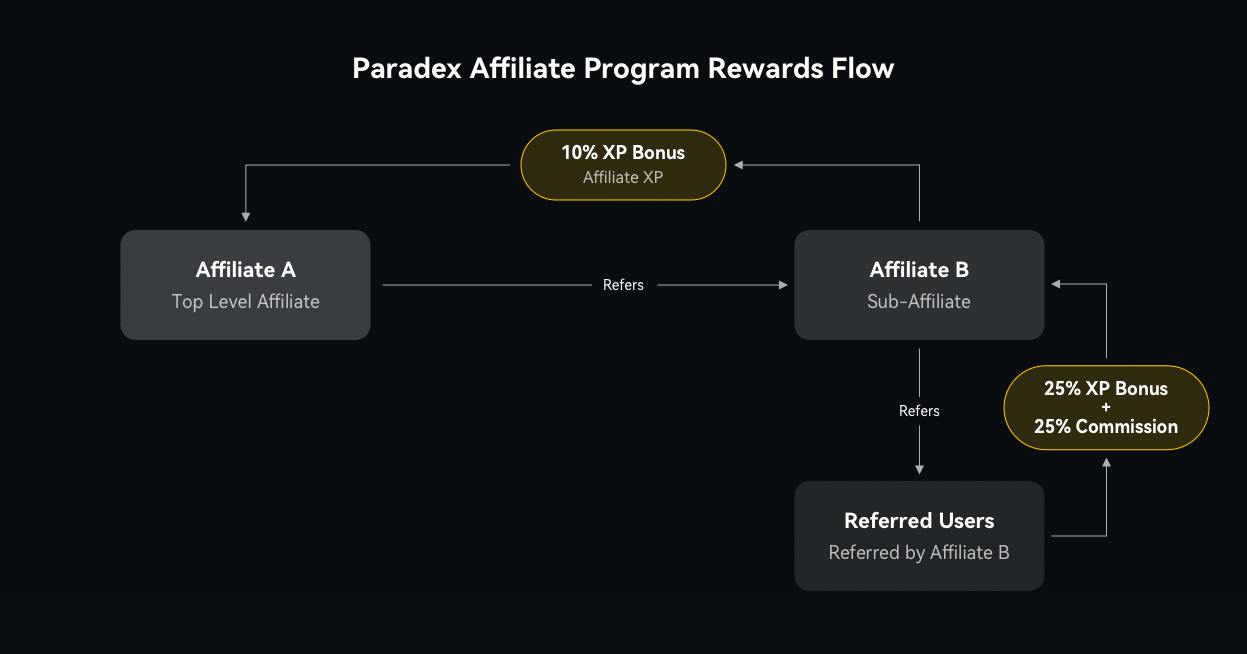 Paradex Affiliate Program Rewards Flow
10% XP Bonus
Affiliate XP
Affiliate A
Top Level Affiliate
Refers
Affiliate B
Sub-Affiliate
Refers
25% XP Bonus
+
25% Commission
Referred Users
Referred by Affiliate B